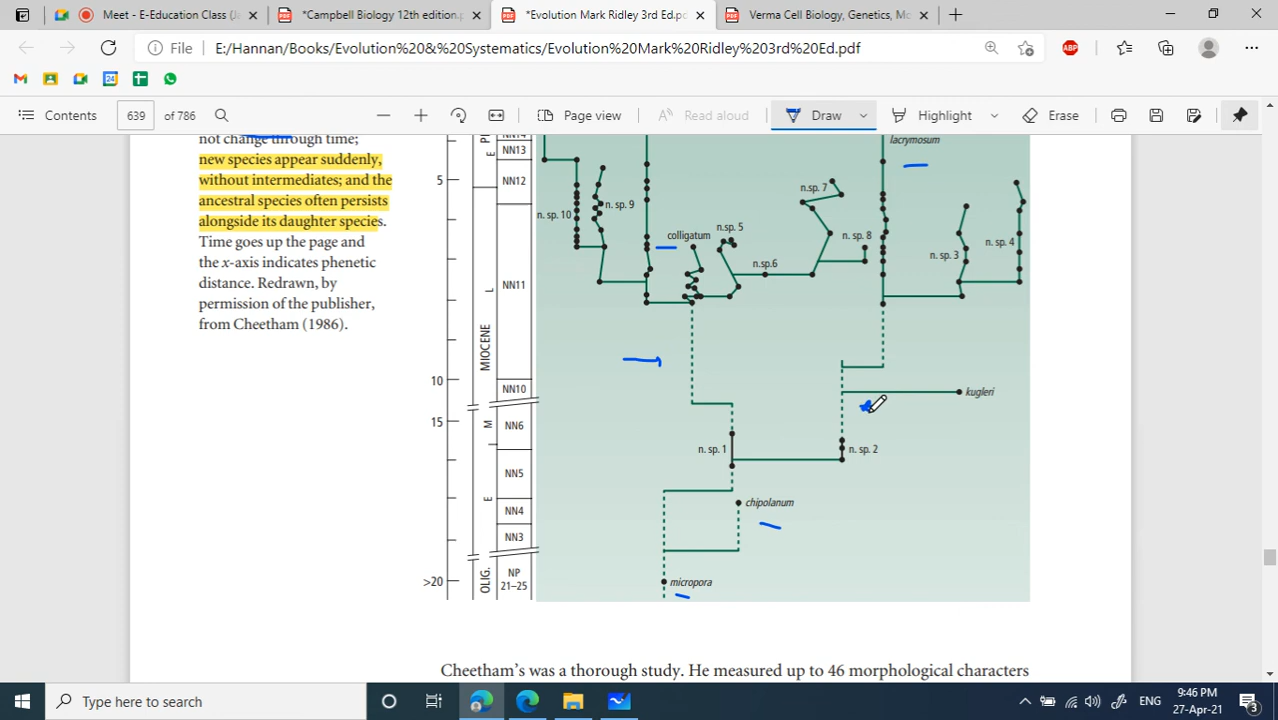 Meet - E-Education Class (Ja
*Campbell Biology 12th edition.p
*Evolution Mark Ridley 3rd Ed.pd
Verma Cell Biology, Genetics, Mo
File
E:/Hannan/Books/Evolution%20&%20Systematics/Evolution%20Mark%20Ridley%203rd%20Ed.pdf
ABP
24
Contents
639
of 786
Page view
Read aloud
Draw
Highlight
Erase
not change through time;
new species appear suddenly,
without intermediates; and the
ancestral species often persists
alongside its daughter species.
Time goes up the page and
the x-axis indicates phenetic
distance. Redrawn, by
permission of the publisher,
from Cheetham (1986).
5
10
15
>20
E
L
MIOCENE
M
E
OLIG.
NN13
NN12
NN11
NN10
NN6
NN5
NN4
NN3
NP
21–25
lacrymosum
n.sp. 7
n. sp. 10
n. sp. 9
n.sp. 5
colligatum
n. sp. 8
n. sp. 4
n. sp. 3
n.sp.6
kugleri
n. sp. 1
n. sp. 2
chipolanum
micropora
Cheetham's was a thorough study. He measured up to 46 morphological characters
Type here to search
ENG
9:46 PM
27-Apr-21
3